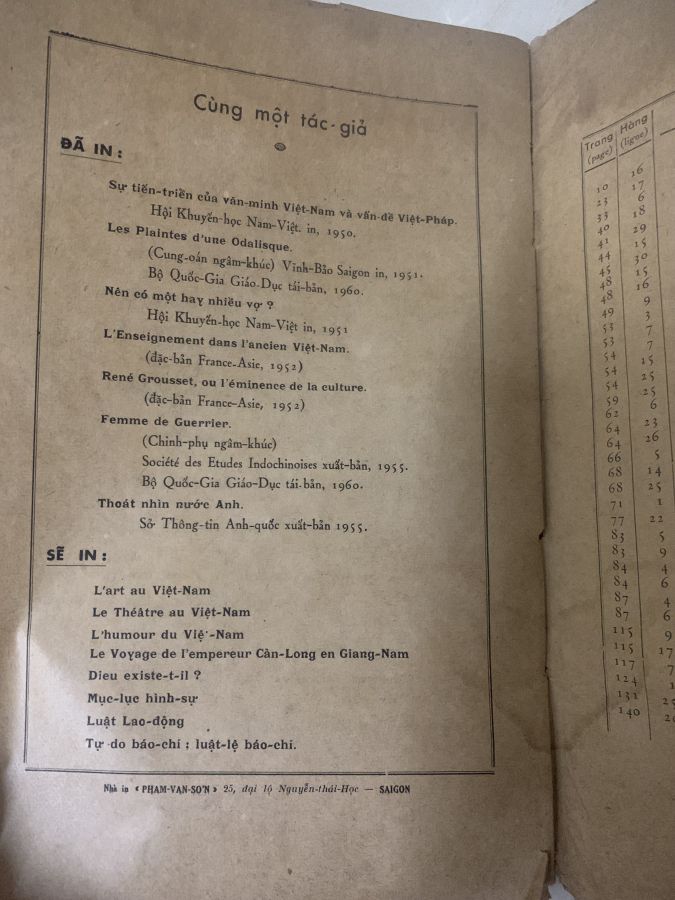 Cùng một tác-giả
ĐÃ IN :
Sự tiến-triển của văn-minh Việt-Nam và vấn-đề Việt-Pháp.
Hội Khuyến-học Nam-Việt. in, 1950.
Les Plaintes d'une Odalisque.
(Cung-oán ngâm-khúc) Vĩnh-Bảo Saigon in, 1951.
Bộ Quốc-Gia Giáo-Dục tái-bản, 1960.
Nên có một hay nhiều vợ ?
Hội Khuyến-học Nam-Việt in, 1951
L'Enseignement dans l'ancien Việt-Nam.
(đặc-bản France-Asie, 1952)
René Grousset, ou l'éminence de la culture.
(đặc-bản France-Asie, 1952)
Femme de Guerrier.
(Chinh-phụ ngâm-khúc)
Société des Etudes Indochinoises xuất-bản, 1955.
Bộ Quốc-Gia Giáo-Dục tái.bản, 1960.
Thoát nhìn nước Anh.
Sở Thông-tin Anh-quốc xuất-bản 1955.
SẼ IN :
L'art au Việt-Nam
Le Théâtre au Việt-Nam
L'humour du Việ'-Nam
Le Voyage de l'empereur Càn-Long en Giang-Nam
Dieu existe-t-il ?
Mục-lục hình-sự
Luật Lao-động
Tự do báo-chí ; luật-lệ báo-chí.
Nhà in « PHẠM-VĂN-SƠN » 25, đại lộ Nguyễn-thái-Học — SAIGON
Trang Hàng
(page) (ligne)
10 16
23 17
33 6
40 18
41 29
44 15
45 30
48 15
48 16
49 9
53 3
53 7
54 7
54 15
54 25
59 25
62 6
64 23
64 26
66 5
68 14
68 25
71 1
77 22
83 5
83 9
84 4
84 6
87 4
87 6
115 9
115 17
117 7
124
131
140